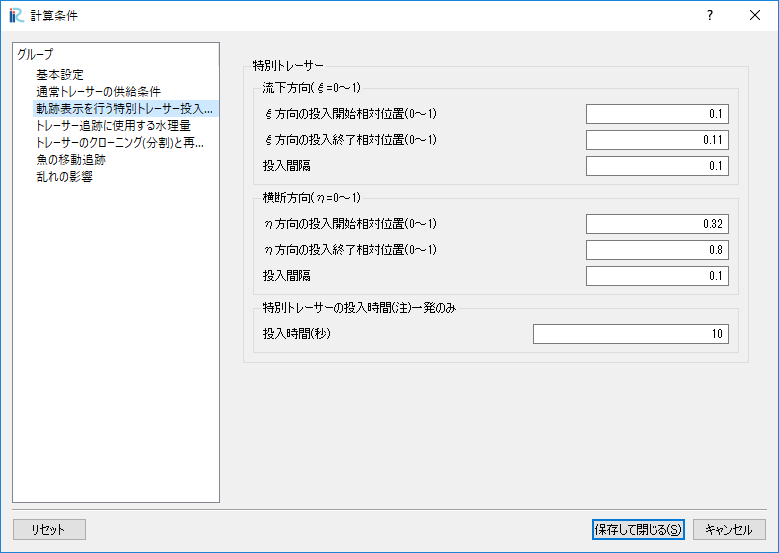 計算条件
グループ
基本設定
通常トレーサーの供給条件
軌跡表示を行う特別トレーサー投入...
トレーサー追跡に使用する水理量
トレーサーのクローニング(分割)と再...
魚の移動追跡
乱れの影響
特別トレーサー
流下方向(ξ=0～1)
ξ方向の投入開始相対位置(0～1) 0.1
ξ方向の投入終了相対位置(0～1) 0.11
投入間隔 0.1
横断方向(η=0～1)
η方向の投入開始相対位置(0～1) 0.32
η方向の投入終了相対位置(0～1) 0.8
投入間隔 0.1
特別トレーサーの投入時間(注)一発のみ
投入時間(秒) 10
リセット 保存して閉じる(S) キャンセル